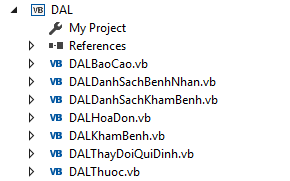 VB DAL
My Project
References
VB DALBaoCao.vb
VB DALDanhSachBenhNhan.vb
VB DALDanhSachKhamBenh.vb
VB DALHoaDon.vb
VB DALKhamBenh.vb
VB DALThayDoiQuiDinh.vb
VB DALThuoc.vb